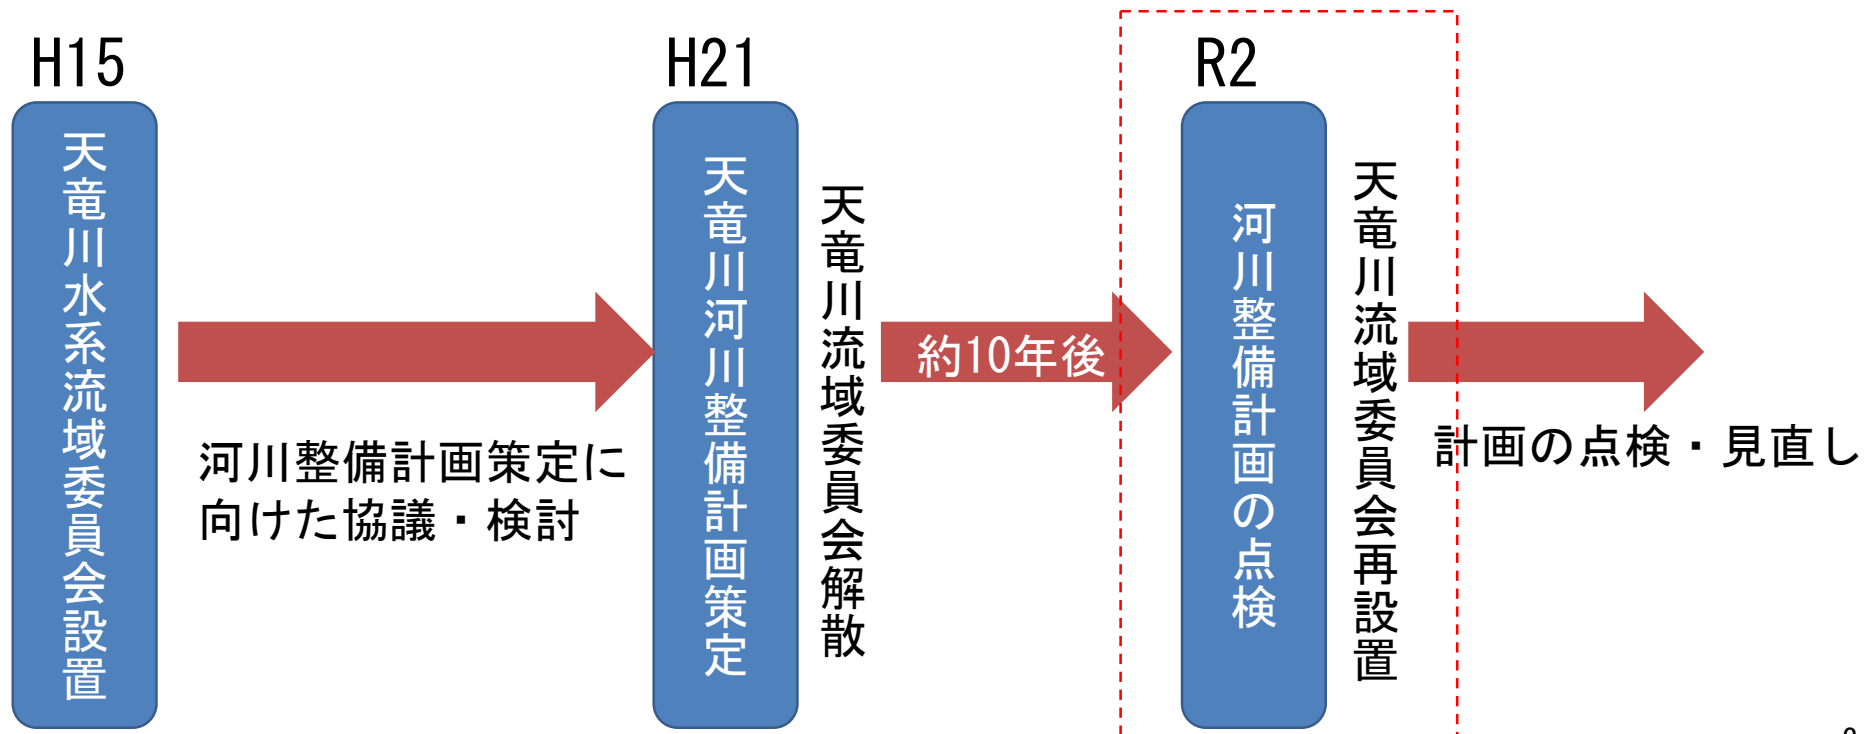 H15
天竜川水系流域委員会設置
河川整備計画策定に
向けた協議・検討
H21
天竜川河川整備計画策定
天竜川流域委員会解散
約10年後
R2
河川整備計画の点検
天竜川流域委員会再設置
計画の点検・見直し